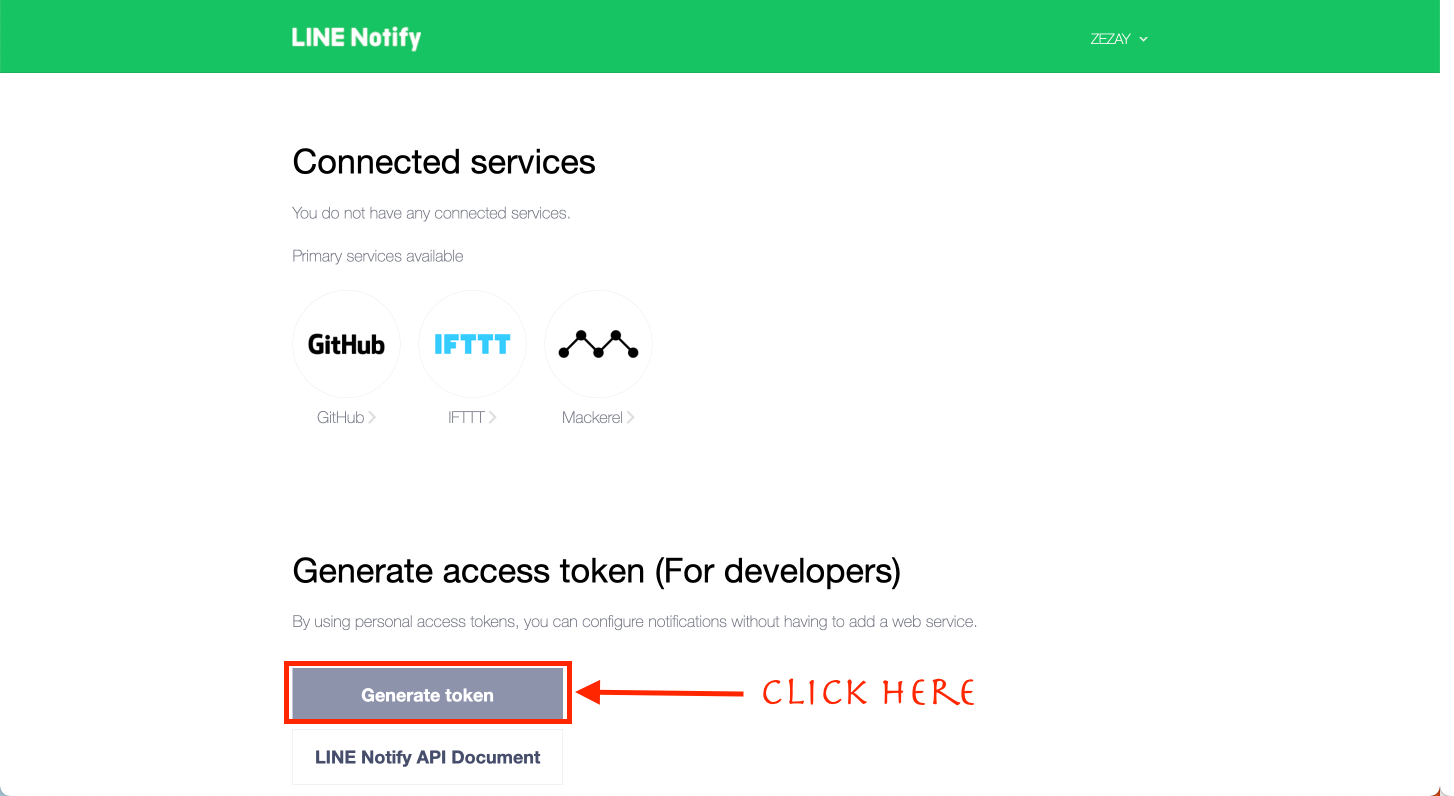 LINE Notify
ZEZAY
Connected services
You do not have any connected services.
Primary services available
GitHub IFTTT
GitHub IFTTT Mackerel
Generate access token (For developers)
By using personal access tokens, you can configure notifications without having to add a web service.
Generate token CLICK HERE
LINE Notify API Document